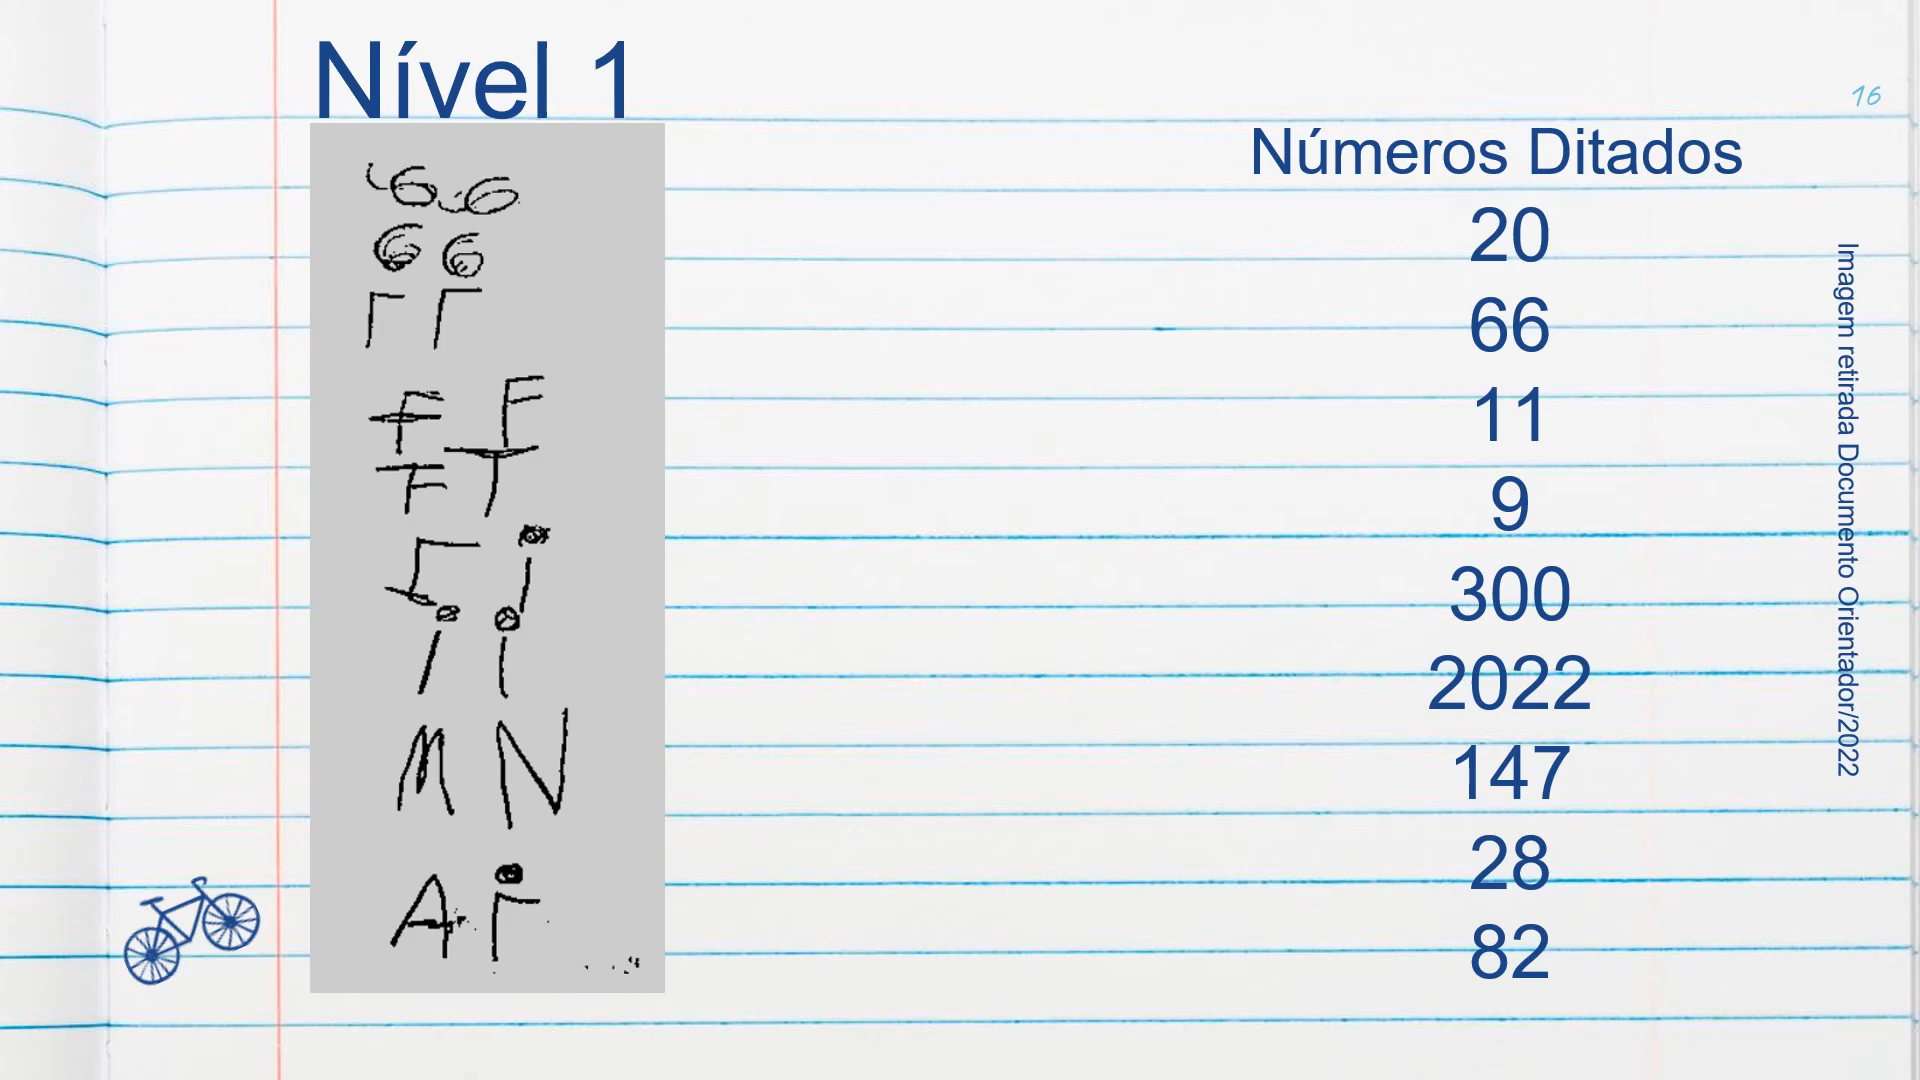 Nível 1
16
66
66
Γ Γ
F F
F T
I i
i i
M N
A i
Números Ditados
20
66
11
9
300
2022
147
28
82
Imagem retirada Documento Orientador/2022